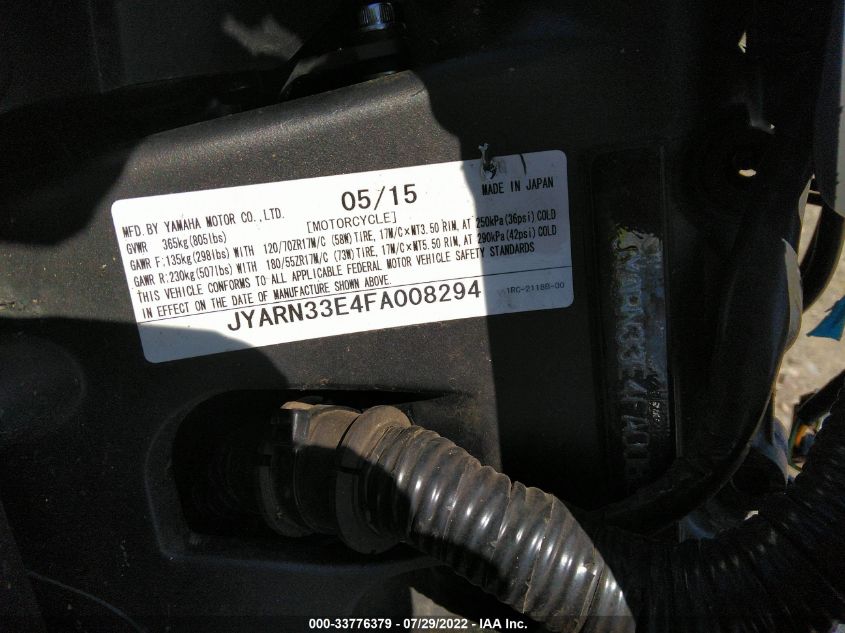 05/15
MADE IN JAPAN
MFD.BY YAMAHA MOTOR CO.,LTD.
[MOTORCYCLE]
GVWR 365kg(805lbs)
GAWR F:135kg(298lbs) WITH 120/70ZR17M/C (58W)TIRE, 17M/C×MT3.50 RIM, AT 250kPa(36psi) COLD
GAWR R:230kg(507lbs) WITH 180/55ZR17M/C (73W)TIRE, 17M/C×MT5.50 RIM, AT 290kPa(42psi) COLD
THIS VEHICLE CONFORMS TO ALL APPLICABLE FEDERAL MOTOR VEHICLE SAFETY STANDARDS
IN EFFECT ON THE DATE OF MANUFACTURE SHOWN ABOVE.
JYARN33E4FA008294
1RC-2118B-00
YARN33E4FA0
000-33776379 / 07/29/2022 - IAA Inc.